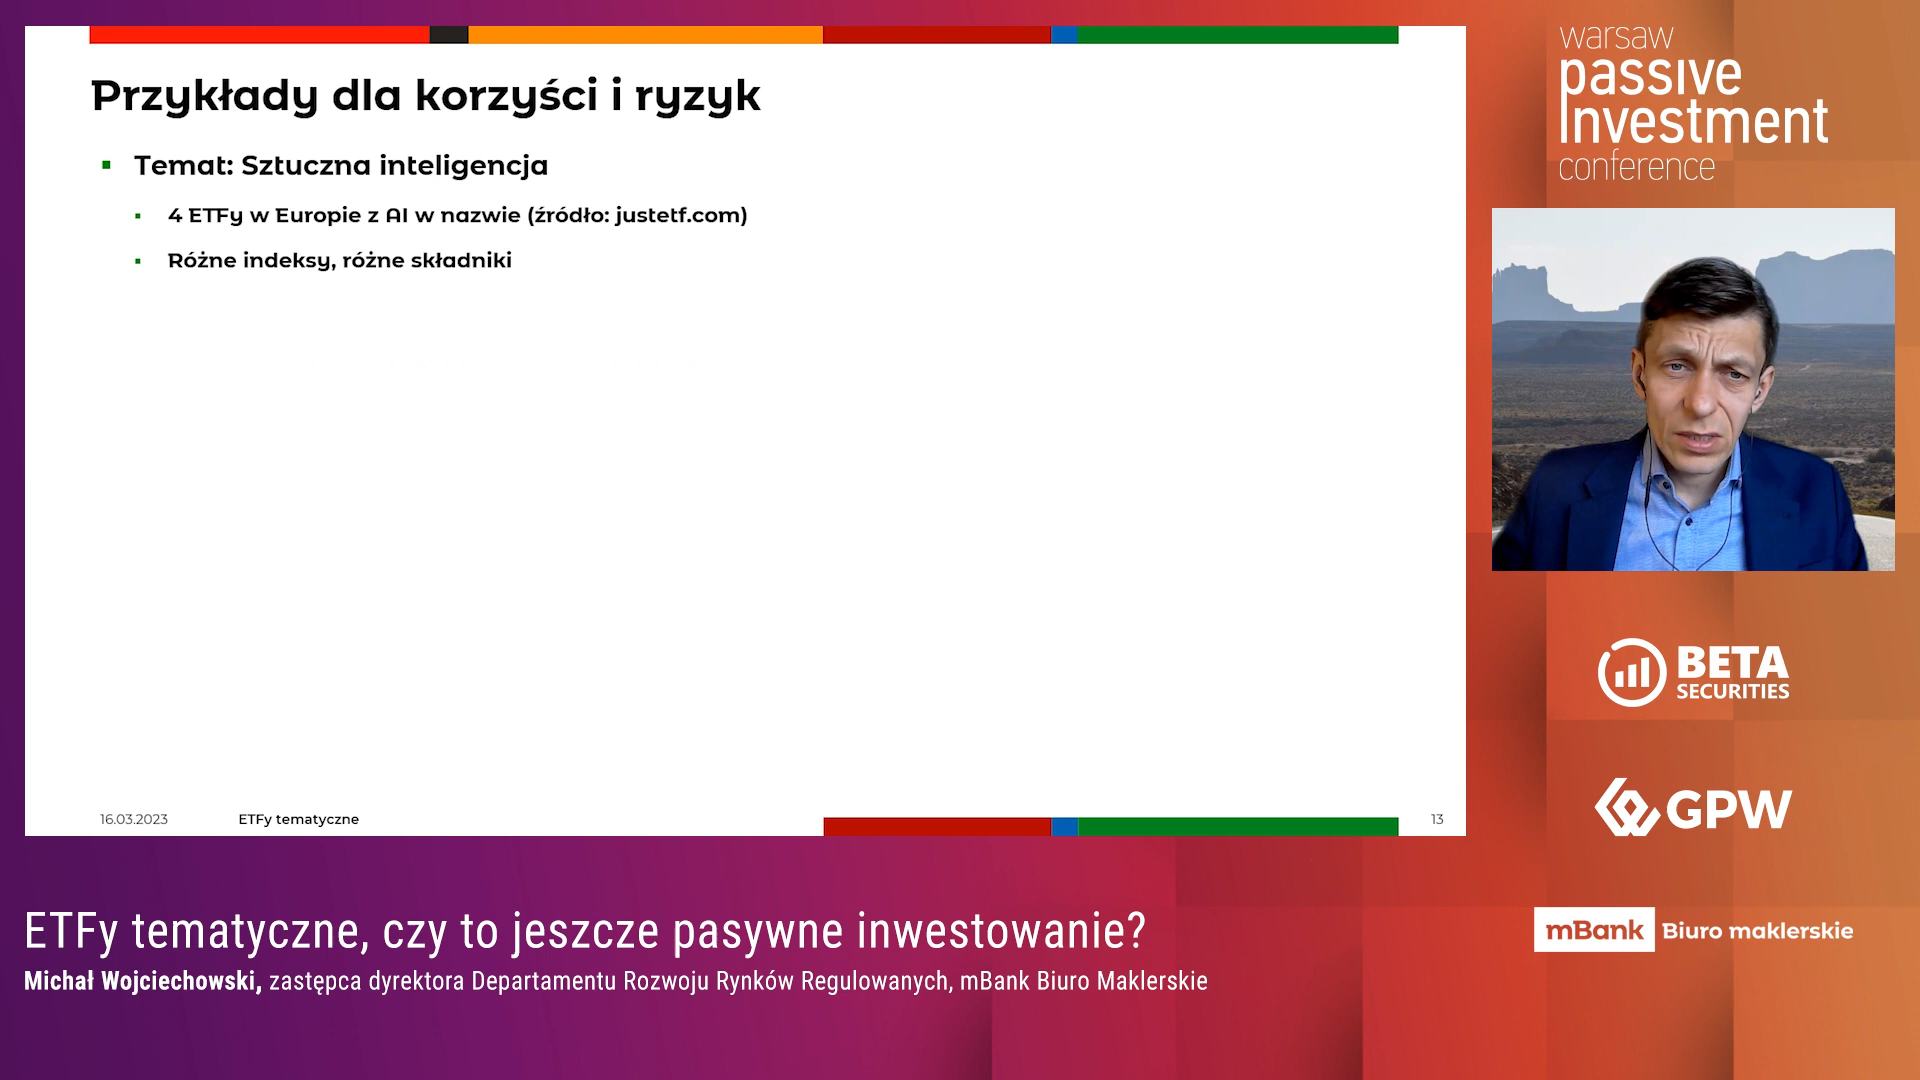 Przykłady dla korzyści i ryzyk
Temat: Sztuczna inteligencja
4 ETFy w Europie z AI w nazwie (źródło: justetf.com)
Różne indeksy, różne składniki
16.03.2023
ETFy tematyczne
13
warsaw
passive
Investment
conference
BETA
SECURITIES
GPW
mBank Biuro maklerskie
ETFy tematyczne, czy to jeszcze pasywne inwestowanie?
Michał Wojciechowski, zastępca dyrektora Departamentu Rozwoju Rynków Regulowanych, mBank Biuro Maklerskie